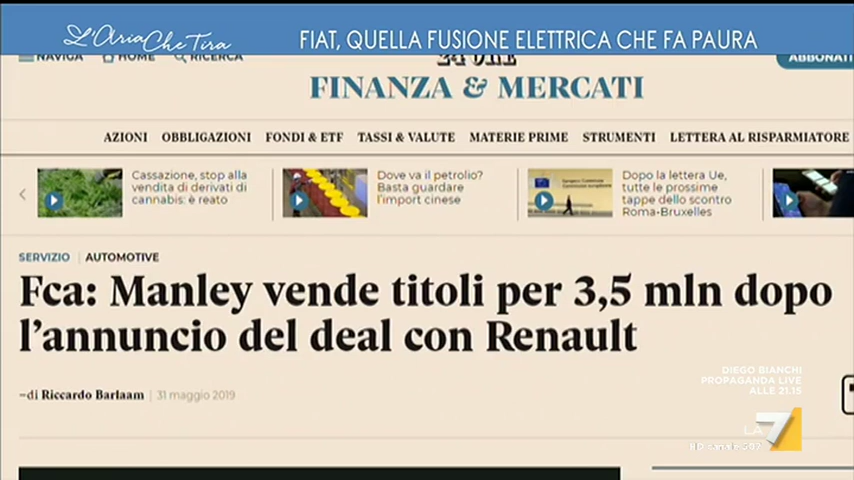 L'Aria Che Tira
FIAT, QUELLA FUSIONE ELETTRICA CHE FA PAURA
NAVIGA HOME RICERCA
24 ORE
ABBONATI
FINANZA & MERCATI
AZIONI OBBLIGAZIONI FONDI & ETF TASSI & VALUTE MATERIE PRIME STRUMENTI LETTERA AL RISPARMIATORE
Cassazione, stop alla
vendita di derivati di
cannabis: è reato
Dove va il petrolio?
Basta guardare
l'import cinese
Dopo la lettera Ue,
tutte le prossime
tappe dello scontro
Roma-Bruxelles
SERVIZIO | AUTOMOTIVE
Fca: Manley vende titoli per 3,5 mln dopo
l'annuncio del deal con Renault
–di Riccardo Barlaam | 31 maggio 2019
DIEGO BIANCHI
PROPAGANDA LIVE
ALLE 21.15
LA 7